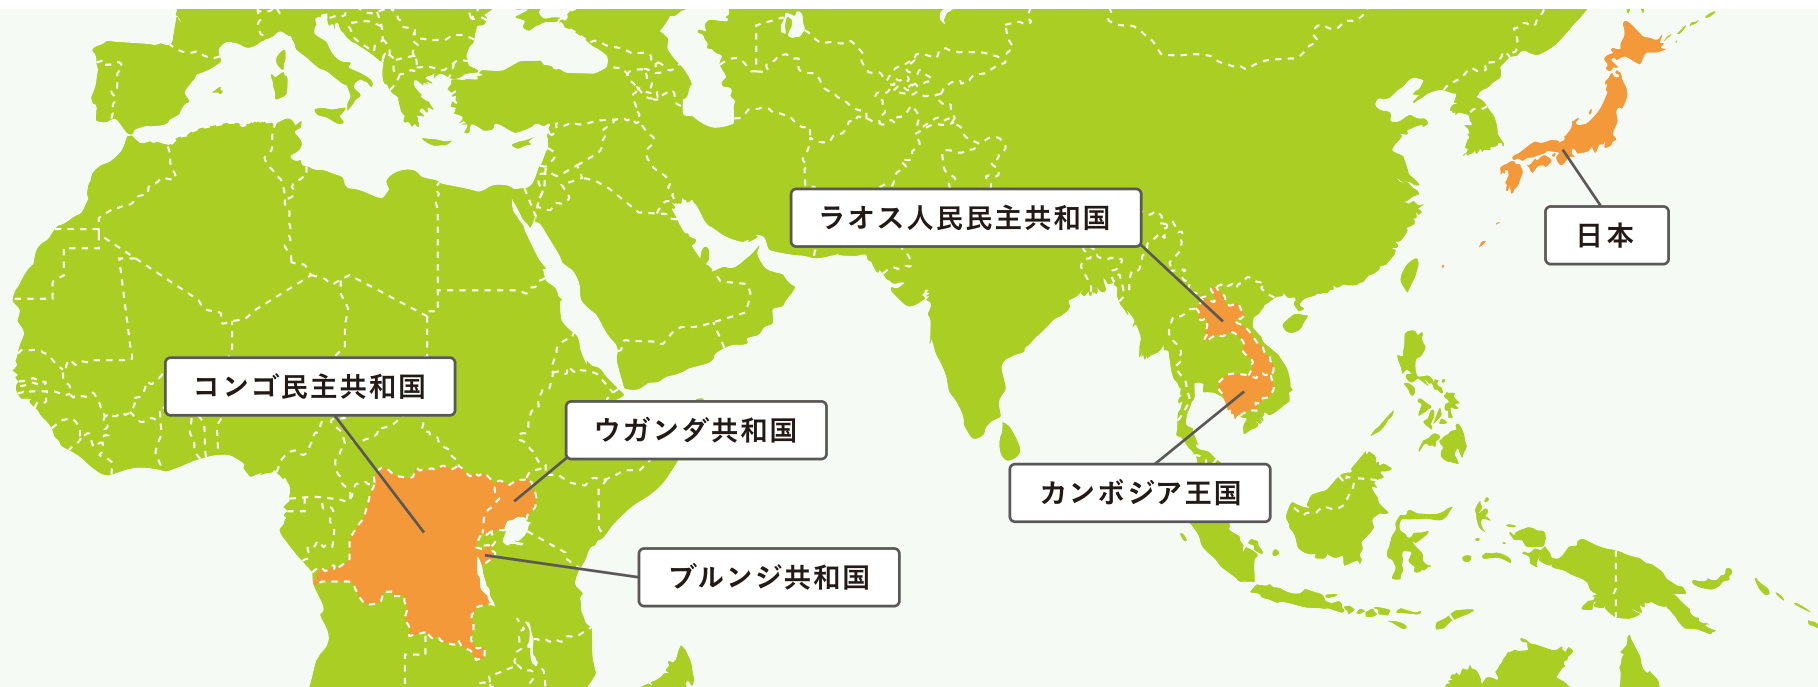 ラオス人民民主共和国
日本
コンゴ民主共和国
ウガンダ共和国
カンボジア王国
ブルンジ共和国